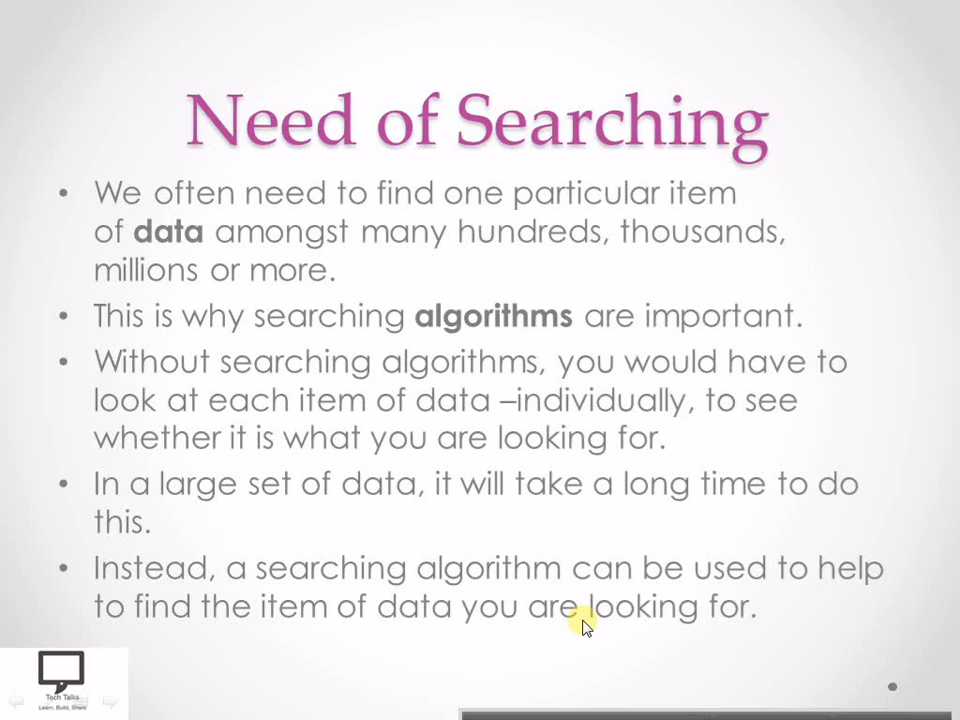 Need of Searching
• We often need to find one particular item
of data amongst many hundreds, thousands,
millions or more.
• This is why searching algorithms are important.
• Without searching algorithms, you would have to
look at each item of data –individually, to see
whether it is what you are looking for.
• In a large set of data, it will take a long time to do
this.
• Instead, a searching algorithm can be used to help
to find the item of data you are looking for.
Tech Talks
Learn, Build, Share